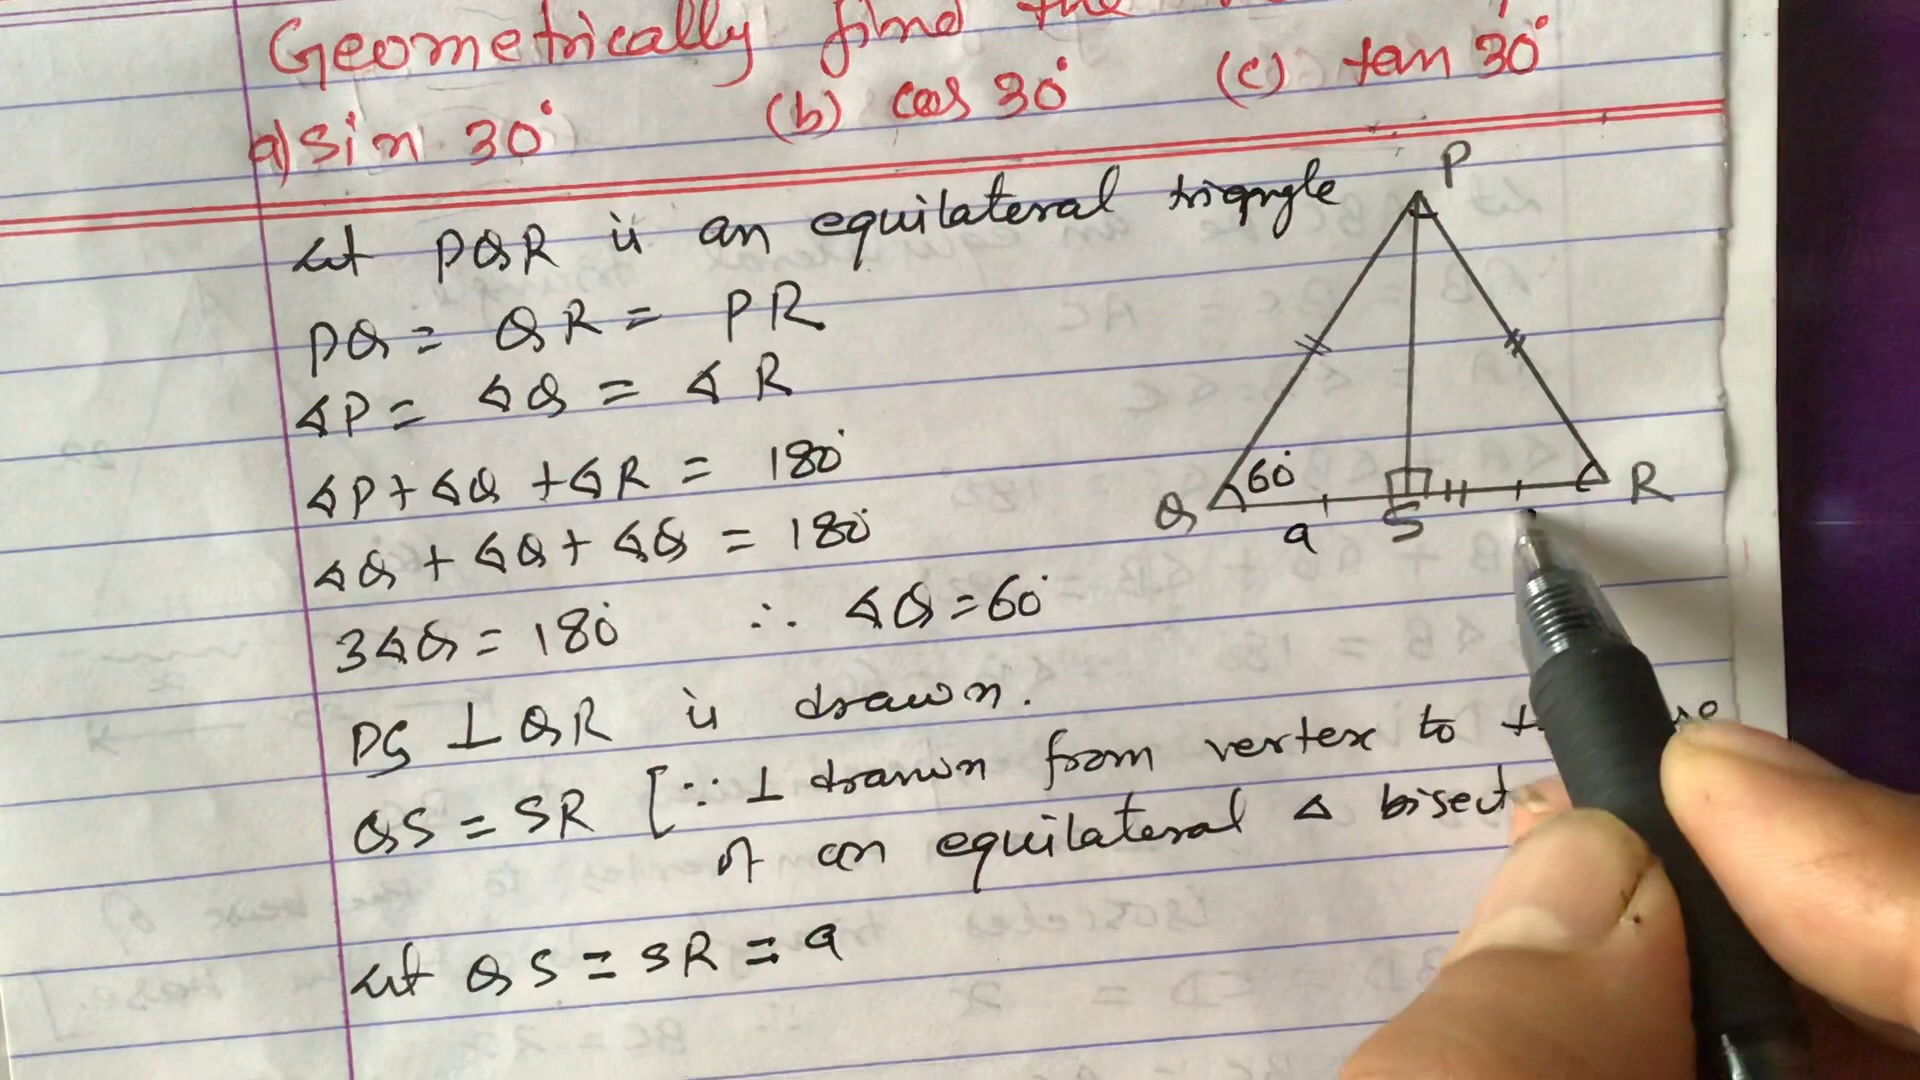 Geometrically find the
a) sin 30° (b) cos 30° (c) tan 30°
Let PQR is an equilateral triangle
PQ = QR = PR
∡P = ∡Q = ∡R
∡P + ∡Q + ∡R = 180°
∡Q + ∡Q + ∡Q = 180°
3∡Q = 180° ∴ ∡Q = 60°
PS ⊥ QR is drawn.
QS = SR [∵ ⊥ drawn from vertex to
of an equilateral Δ bisect
Let QS = SR = a
P
60°
Q S R
a